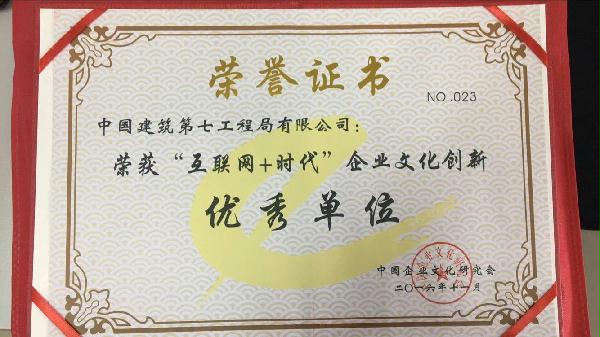 荣誉证书
NO.023
中国建筑第七工程局有限公司：
荣获“互联网+时代”企业文化创新
优秀单位
中国企业文化研究会
二〇一六年十一月